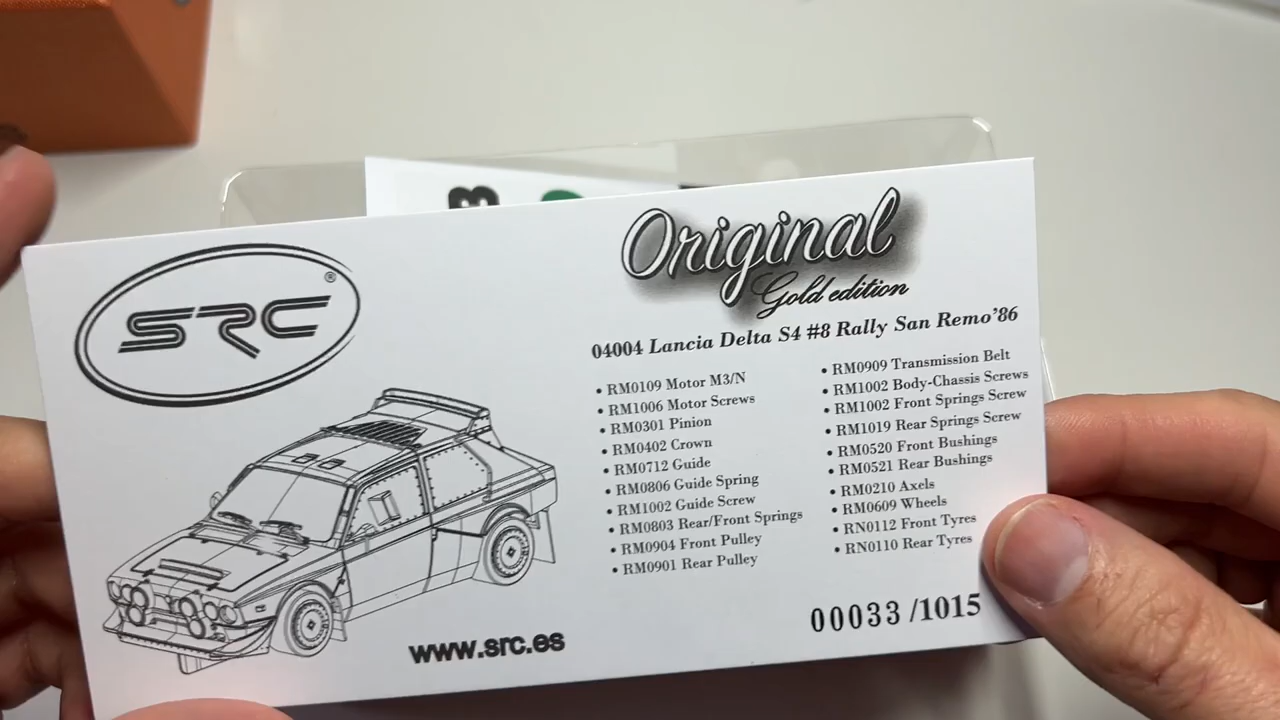 SRC®
Original
Gold edition
04004 Lancia Delta S4 #8 Rally San Remo'86
• RM0109 Motor M3/N
• RM1006 Motor Screws
• RM0301 Pinion
• RM0402 Crown
• RM0712 Guide
• RM0806 Guide Spring
• RM1002 Guide Screw
• RM0803 Rear/Front Springs
• RM0904 Front Pulley
• RM0901 Rear Pulley
• RM0909 Transmission Belt
• RM1002 Body-Chassis Screws
• RM1002 Front Springs Screw
• RM1019 Rear Springs Screw
• RM0520 Front Bushings
• RM0521 Rear Bushings
• RM0210 Axels
• RM0609 Wheels
• RN0112 Front Tyres
• RN0110 Rear Tyres
00033 /1015
www.src.es